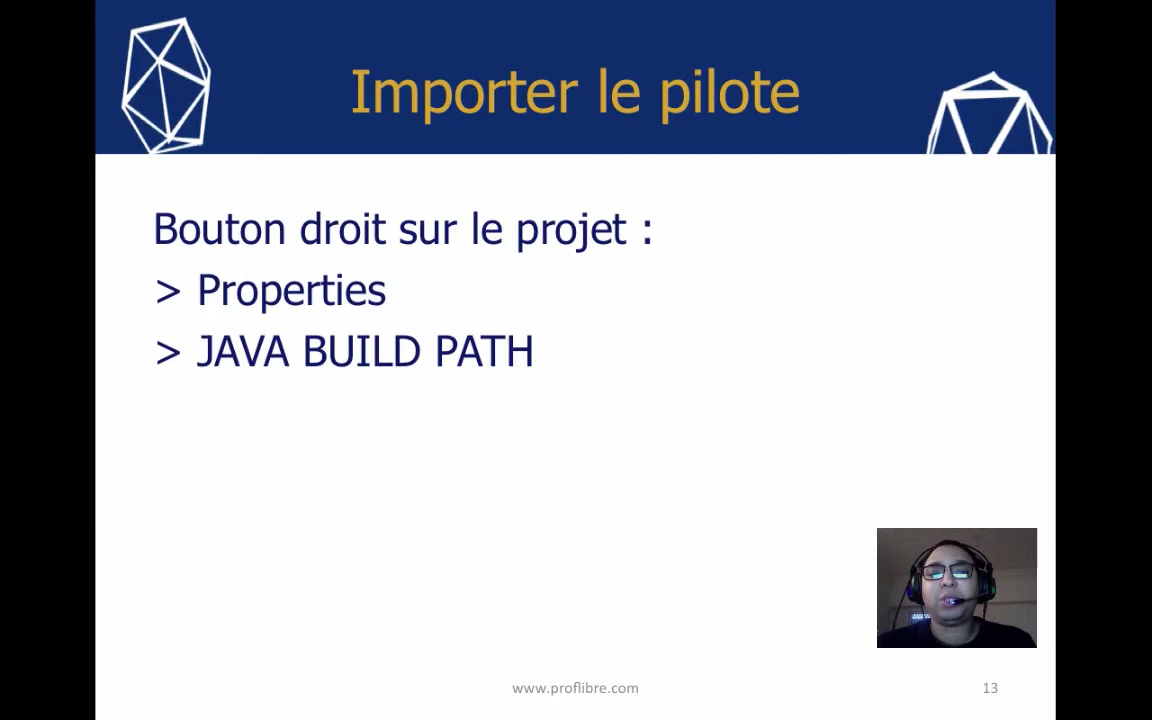 Importer le pilote
Bouton droit sur le projet :
> Properties
> JAVA BUILD PATH
www.proflibre.com
13